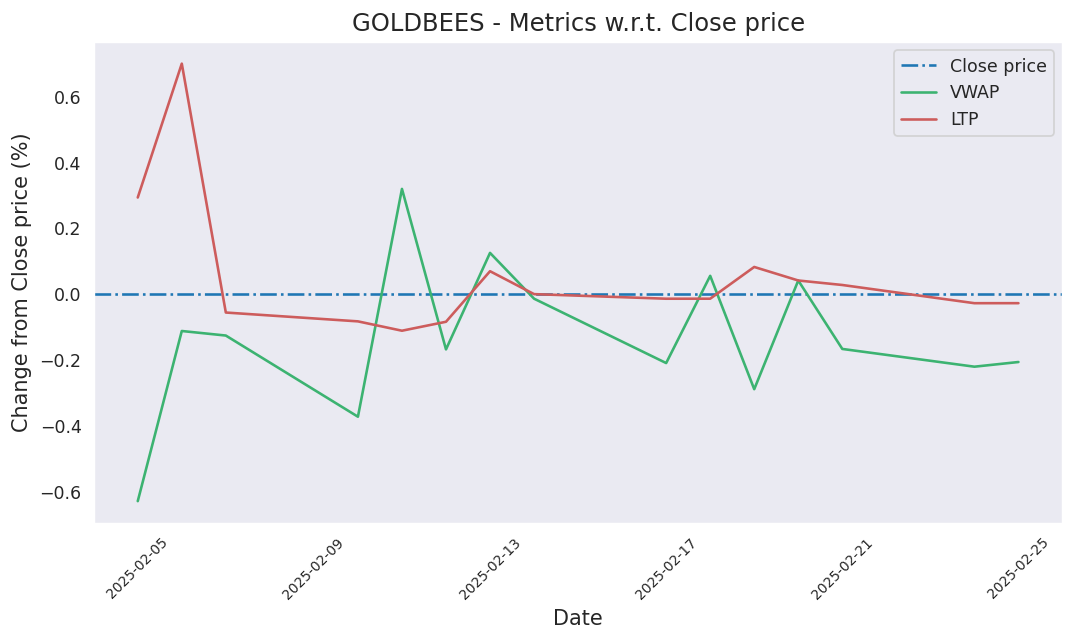 GOLDBEES - Metrics w.r.t. Close price
Close price
VWAP
LTP
Change from Close price (%)
0.6
0.4
0.2
0.0
−0.2
−0.4
−0.6
2025-02-05
2025-02-09
2025-02-13
2025-02-17
2025-02-21
2025-02-25
Date